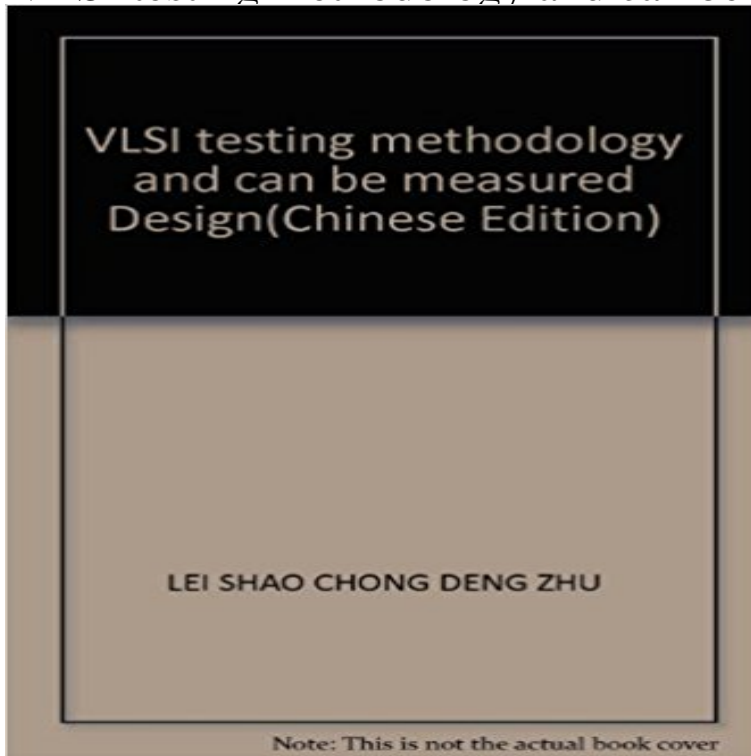 VLSI testing methodology
and can be measured
Design(Chinese Edition)
LEI SHAO CHONG DENG ZHU
Note: This is not the actual book cover